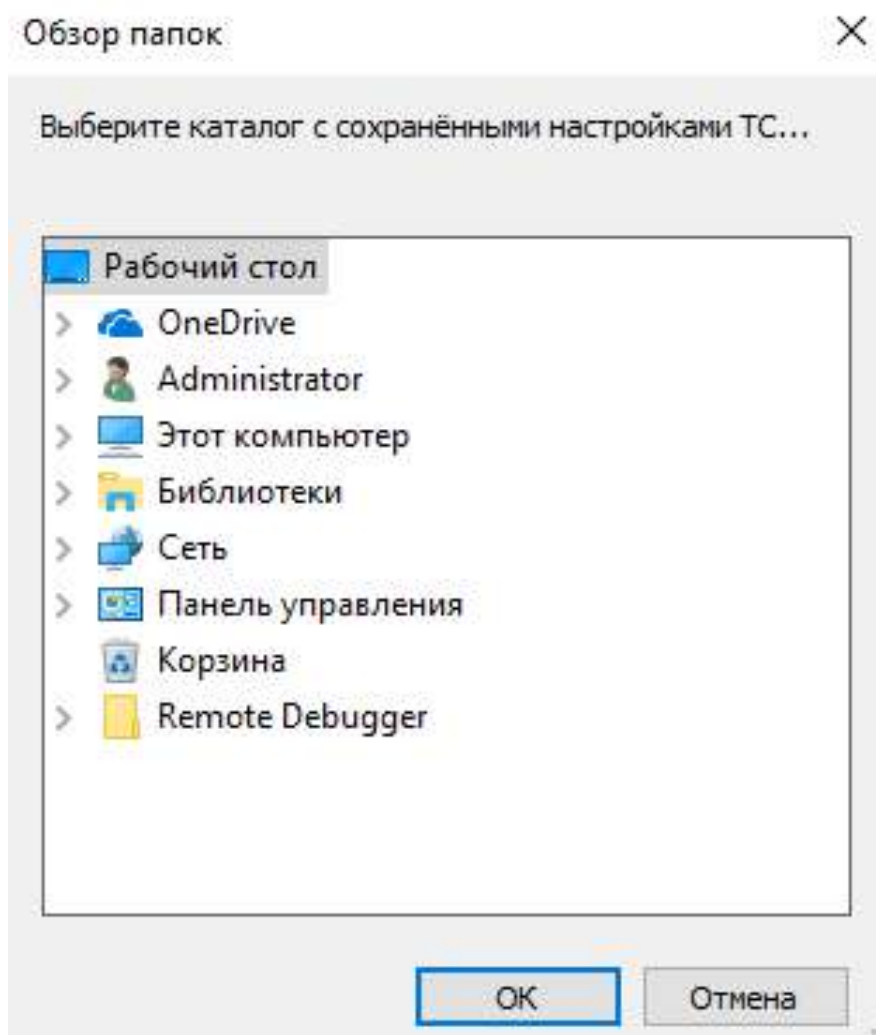 Обзор папок
Выберите каталог с сохранёнными настройками TC...
Рабочий стол
OneDrive
Administrator
Этот компьютер
Библиотеки
Сеть
Панель управления
Корзина
Remote Debugger
OK
Отмена